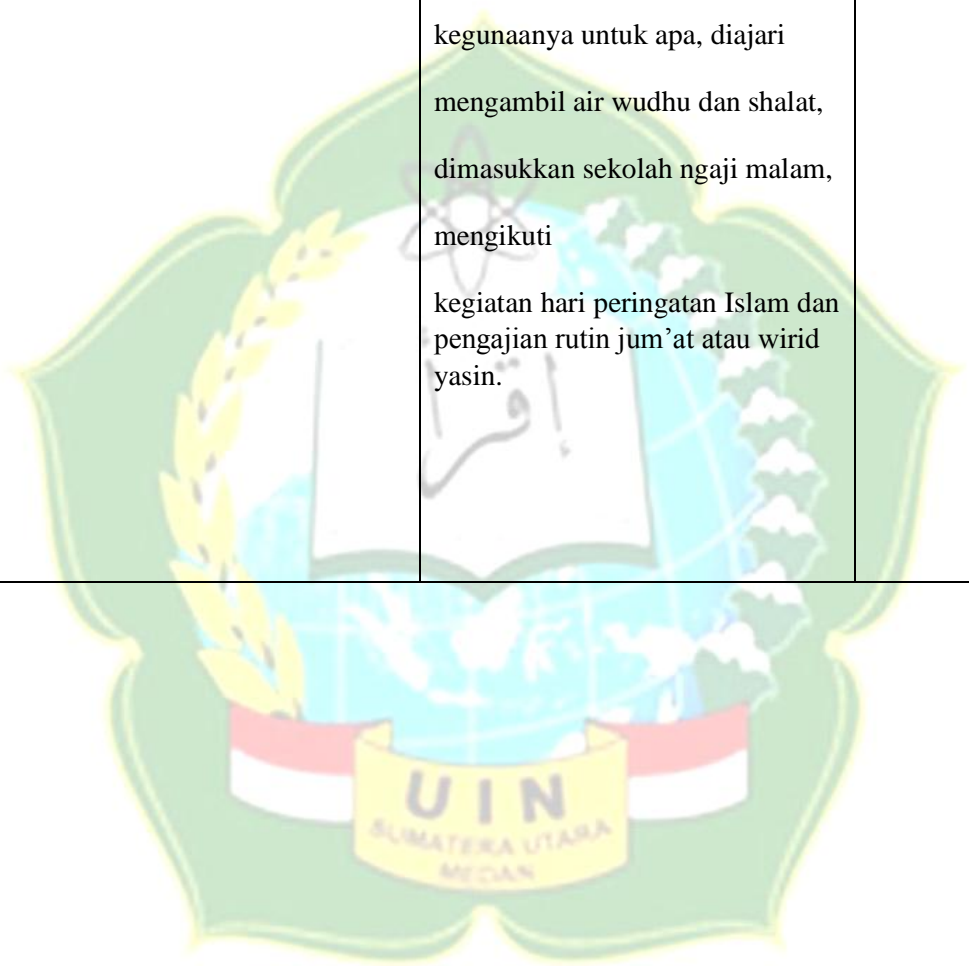 kegunaanya untuk apa, diajari
mengambil air wudhu dan shalat,
dimasukkan sekolah ngaji malam,
mengikuti
kegiatan hari peringatan Islam dan
pengajian rutin jum’at atau wirid
yasin.
إقرأ
UIN
SUMATERA UTARA
MEDAN